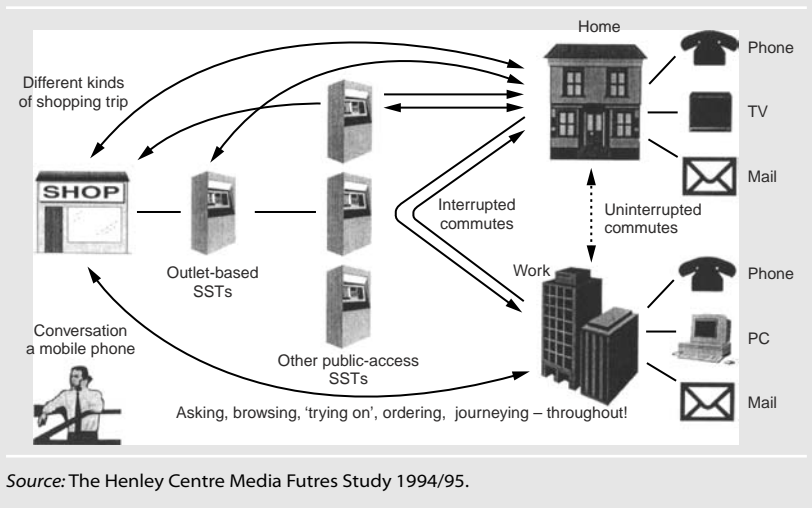 Home
Phone
Different kinds
of shopping trip
TV
SHOP
Mail
Interrupted
commutes
Uninterrupted
commutes
Outlet-based
SSTs
Work
Phone
Conversation
a mobile phone
PC
Other public-access
SSTs
Mail
Asking, browsing, ‘trying on’, ordering, journeying – throughout!
Source: The Henley Centre Media Futres Study 1994/95.